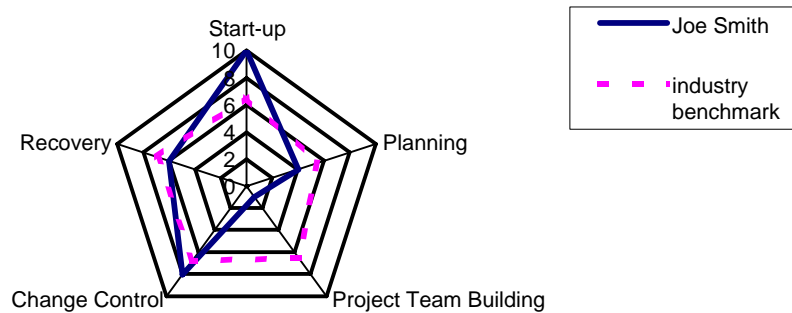 Start-up
10
8
6
4
2
0
Recovery
Planning
Change Control
Project Team Building
Joe Smith
industry
benchmark